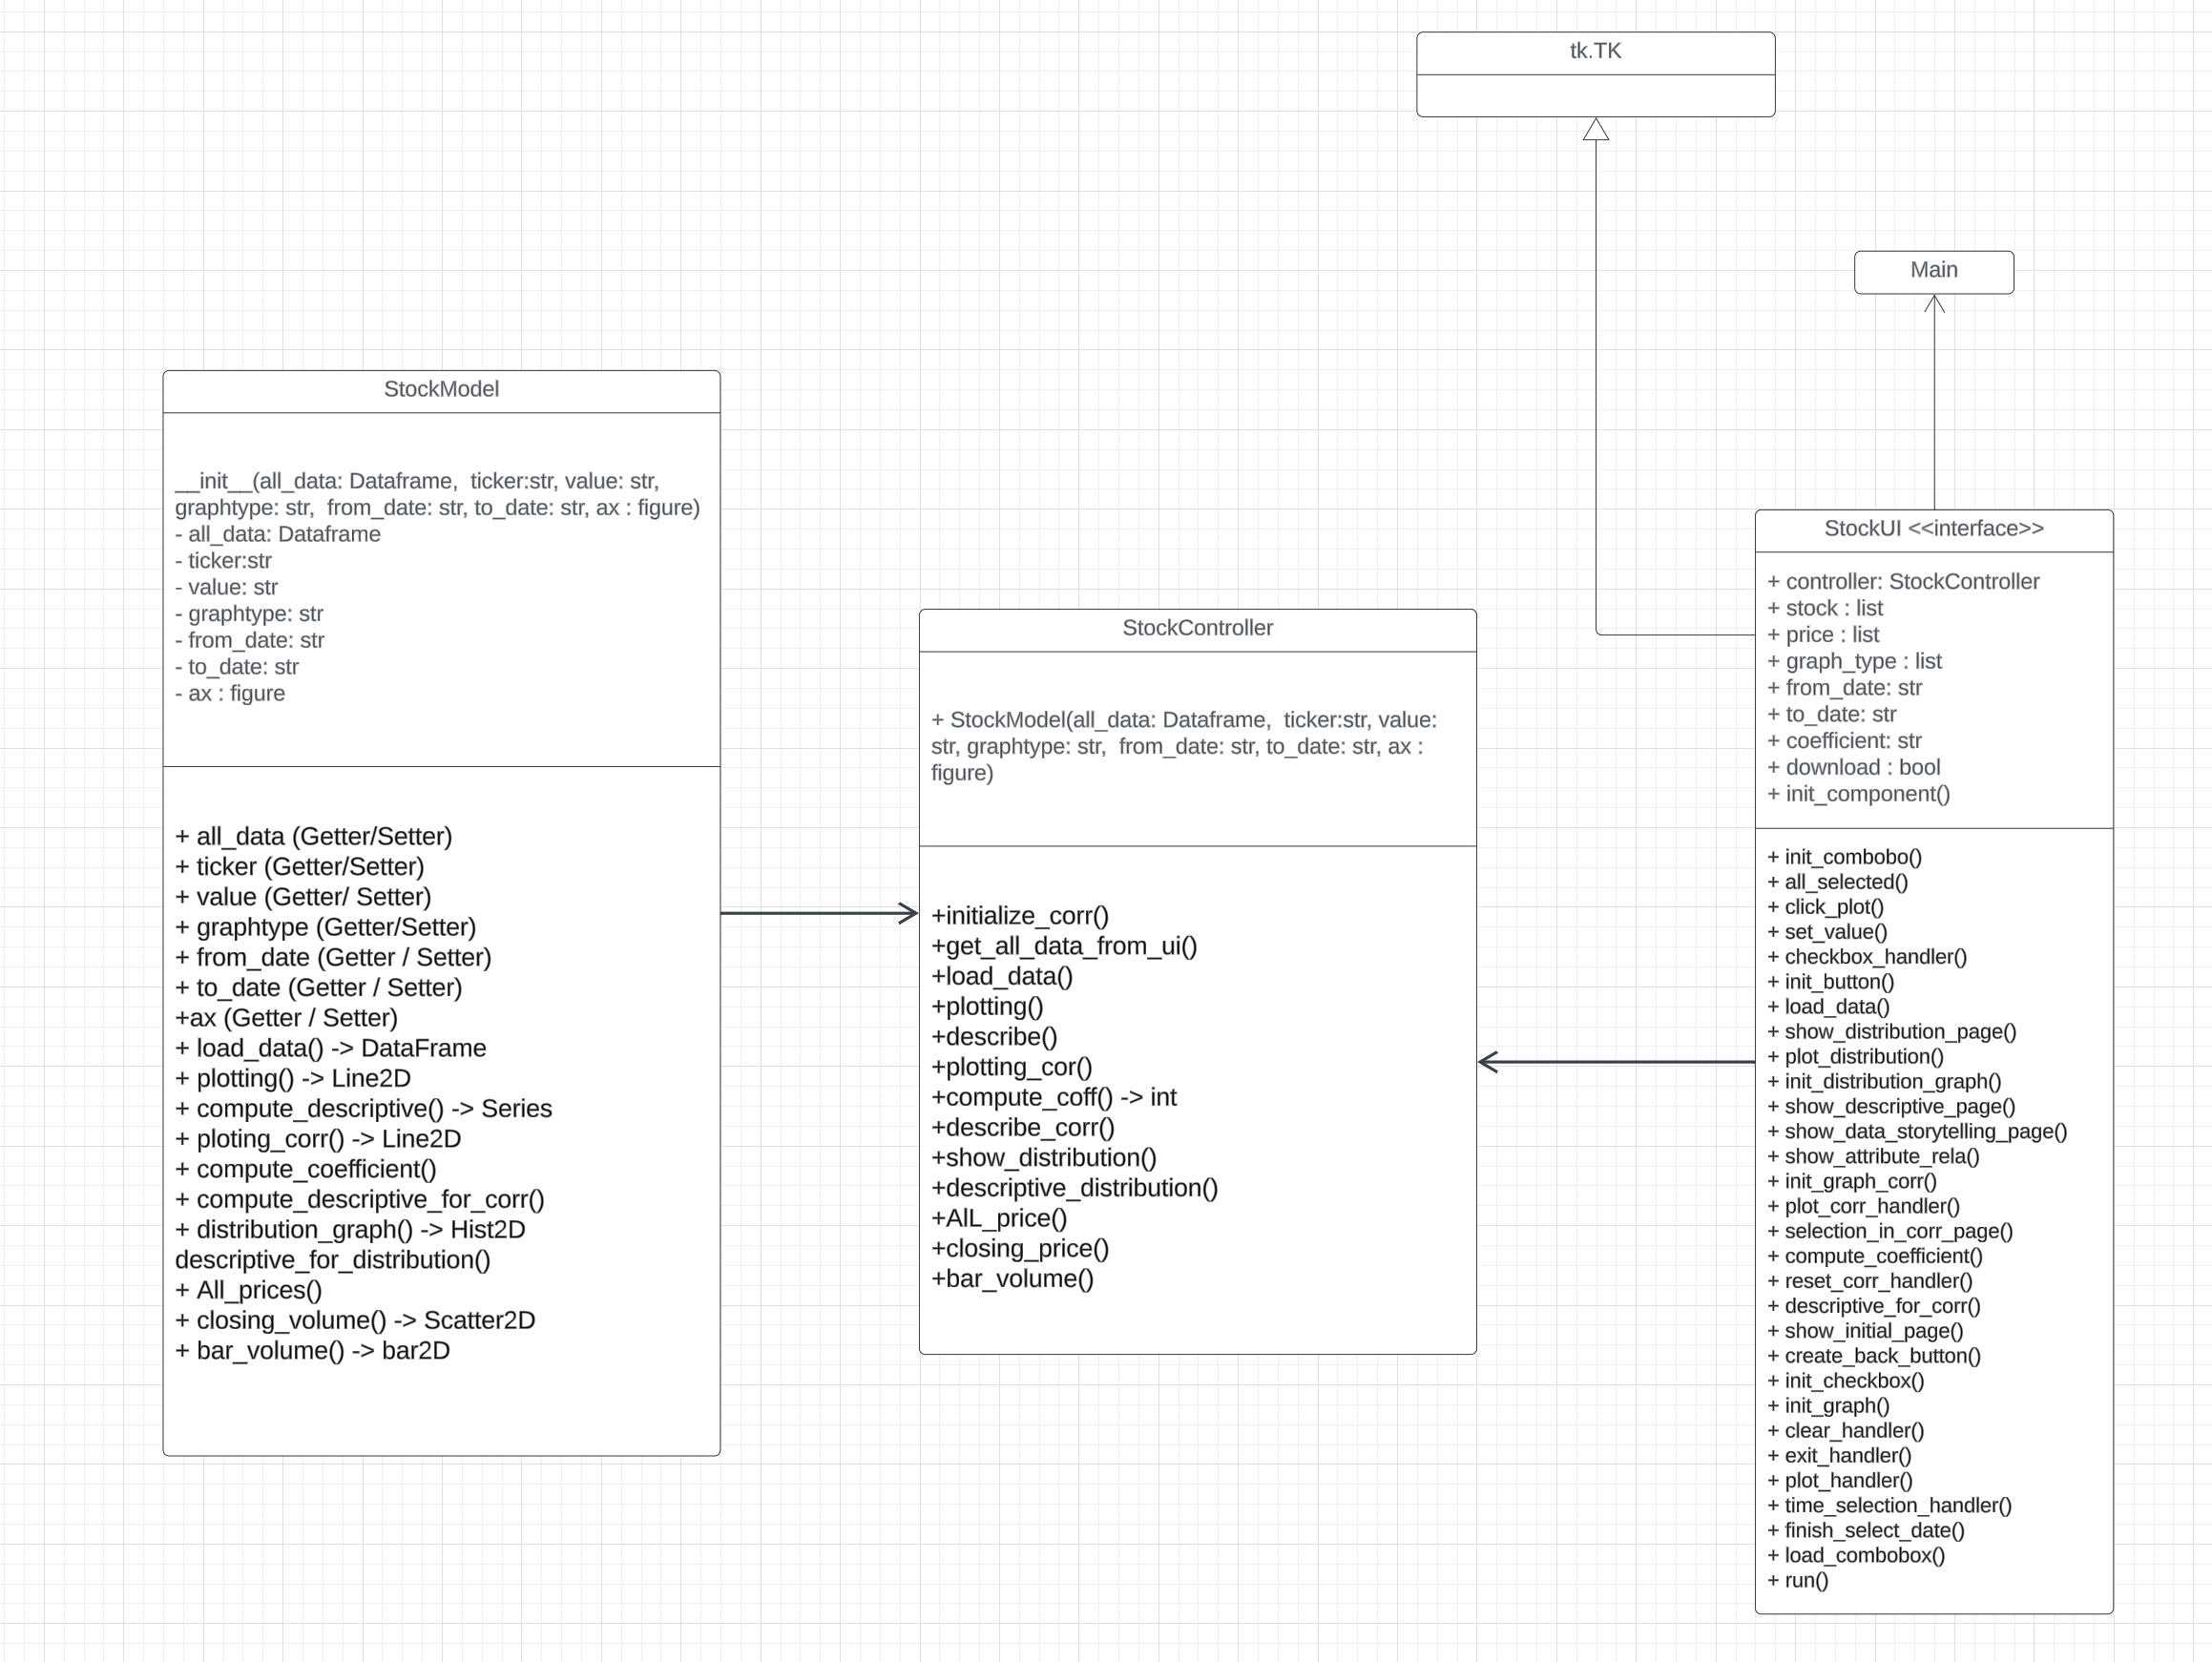 tk.TK
Main
StockModel
__init__(all_data: Dataframe,  ticker:str, value: str,
graphtype: str,  from_date: str, to_date: str, ax : figure)
- all_data: Dataframe
- ticker:str
- value: str
- graphtype: str
- from_date: str
- to_date: str
- ax : figure
+ all_data (Getter/Setter)
+ ticker (Getter/Setter)
+ value (Getter/ Setter)
+ graphtype (Getter/Setter)
+ from_date (Getter / Setter)
+ to_date (Getter / Setter)
+ax (Getter / Setter)
+ load_data() -> DataFrame
+ plotting() -> Line2D
+ compute_descriptive() -> Series
+ ploting_corr() -> Line2D
+ compute_coefficient()
+ compute_descriptive_for_corr()
+ distribution_graph() -> Hist2D
descriptive_for_distribution()
+ All_prices()
+ closing_volume() -> Scatter2D
+ bar_volume() -> bar2D
StockController
+ StockModel(all_data: Dataframe,  ticker:str, value:
str, graphtype: str,  from_date: str, to_date: str, ax :
figure)
+initialize_corr()
+get_all_data_from_ui()
+load_data()
+plotting()
+describe()
+plotting_cor()
+compute_coff() -> int
+describe_corr()
+show_distribution()
+descriptive_distribution()
+AlL_price()
+closing_price()
+bar_volume()
StockUI <<interface>>
+ controller: StockController
+ stock : list
+ price : list
+ graph_type : list
+ from_date: str
+ to_date: str
+ coefficient: str
+ download : bool
+ init_component()
+ init_combobo()
+ all_selected()
+ click_plot()
+ set_value()
+ checkbox_handler()
+ init_button()
+ load_data()
+ show_distribution_page()
+ plot_distribution()
+ init_distribution_graph()
+ show_descriptive_page()
+ show_data_storytelling_page()
+ show_attribute_rela()
+ init_graph_corr()
+ plot_corr_handler()
+ selection_in_corr_page()
+ compute_coefficient()
+ reset_corr_handler()
+ descriptive_for_corr()
+ show_initial_page()
+ create_back_button()
+ init_checkbox()
+ init_graph()
+ clear_handler()
+ exit_handler()
+ plot_handler()
+ time_selection_handler()
+ finish_select_date()
+ load_combobox()
+ run()